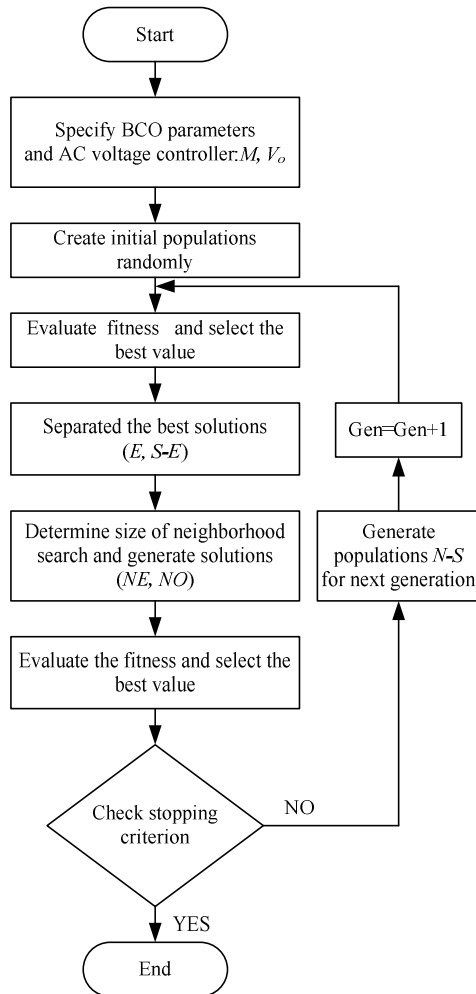 Start
Specify BCO parameters
and AC voltage controller:M, Vo
Create initial populations
randomly
Evaluate fitness and select the
best value
Separated the best solutions
(E, S-E)
Determine size of neighborhood
search and generate solutions
(NE, NO)
Evaluate the fitness and select the
best value
Check stopping
criterion
NO
Generate
populations N-S
for next generation
Gen=Gen+1
YES
End